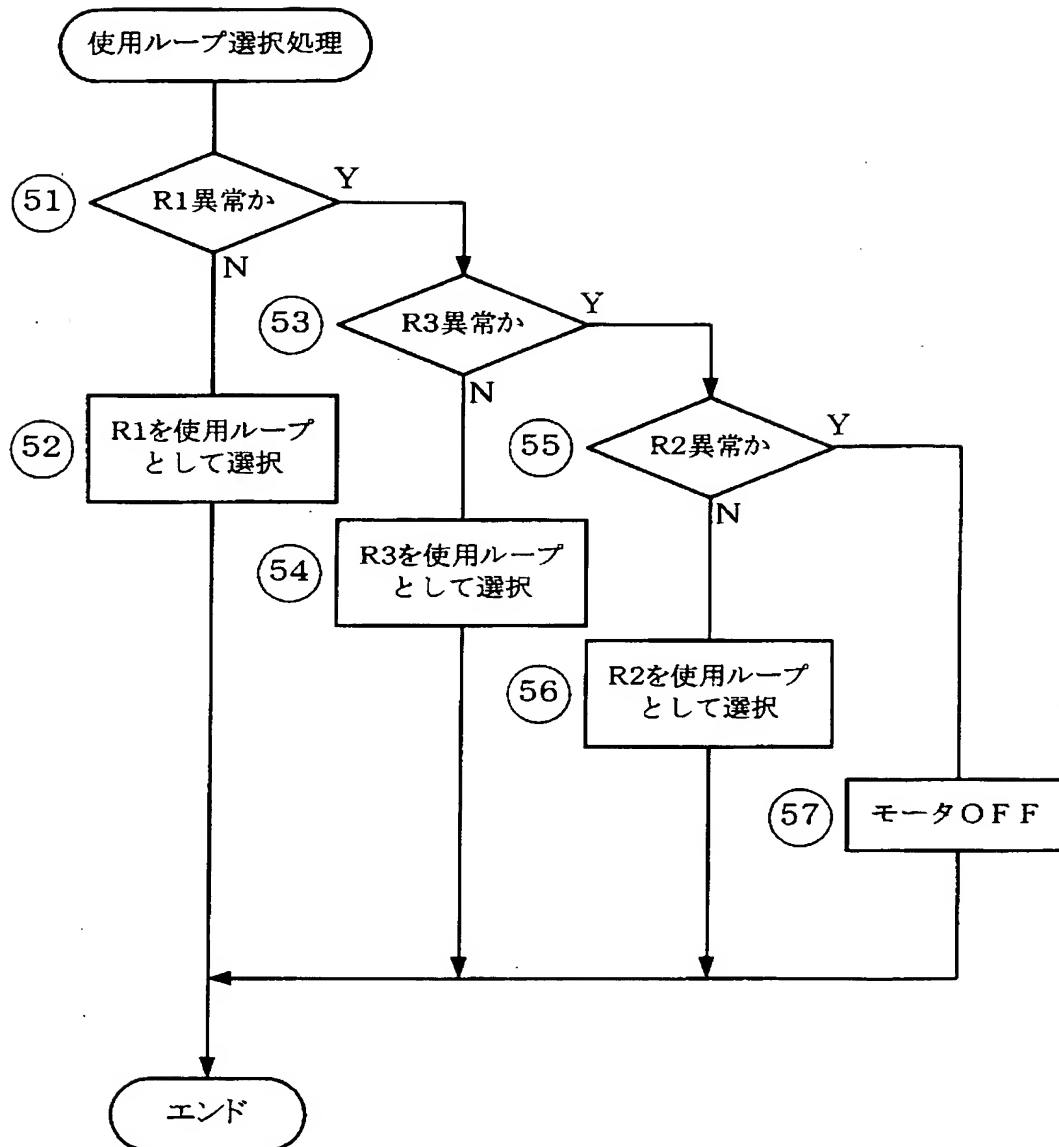 使用ループ選択処理
51
R1異常か
Y
N
53
R3異常か
Y
N
52
R1を使用ループ
として選択
55
R2異常か
Y
N
54
R3を使用ループ
として選択
56
R2を使用ループ
として選択
57
モータOFF
エンド